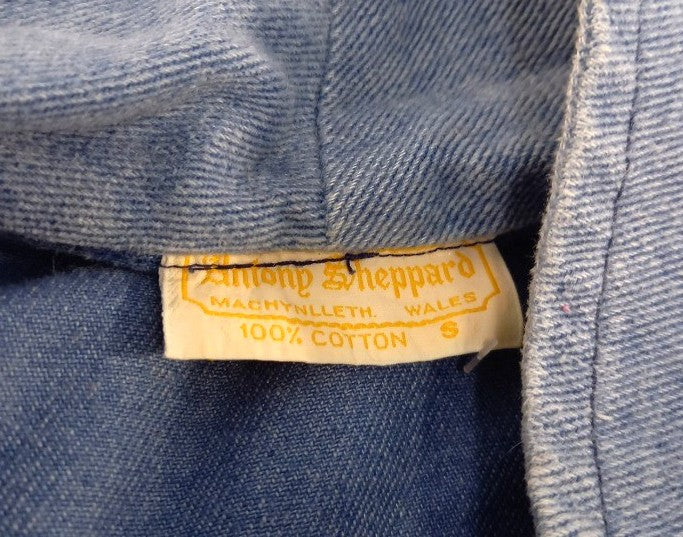 Antony Sheppard
MACHYNLLETH. WALES
100% COTTON S